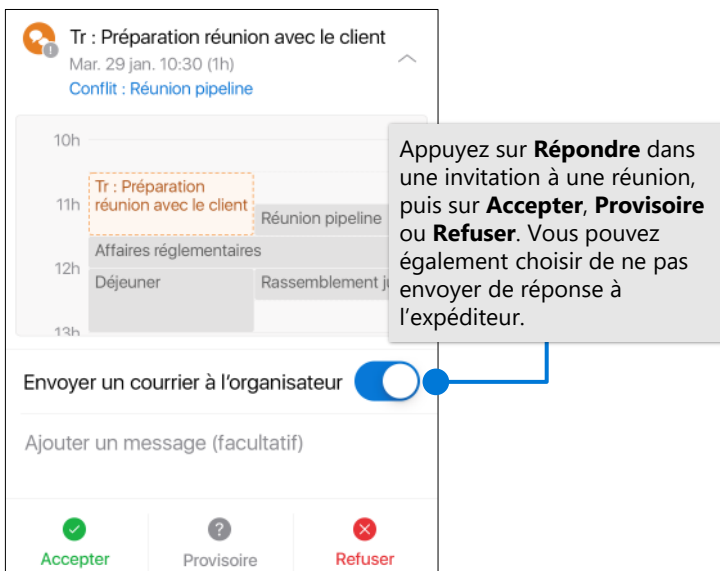 Tr : Préparation réunion avec le client
Mar. 29 jan. 10:30 (1h)
Conflit : Réunion pipeline
10h
Tr : Préparation
réunion avec le client
11h
Réunion pipeline
Affaires réglementaires
12h
Déjeuner
Rassemblement
13h
Appuyez sur Répondre dans
une invitation à une réunion,
puis sur Accepter, Provisoire
ou Refuser. Vous pouvez
également choisir de ne pas
envoyer de réponse à
l’expéditeur.
Envoyer un courrier à l’organisateur
Ajouter un message (facultatif)
Accepter
Provisoire
Refuser